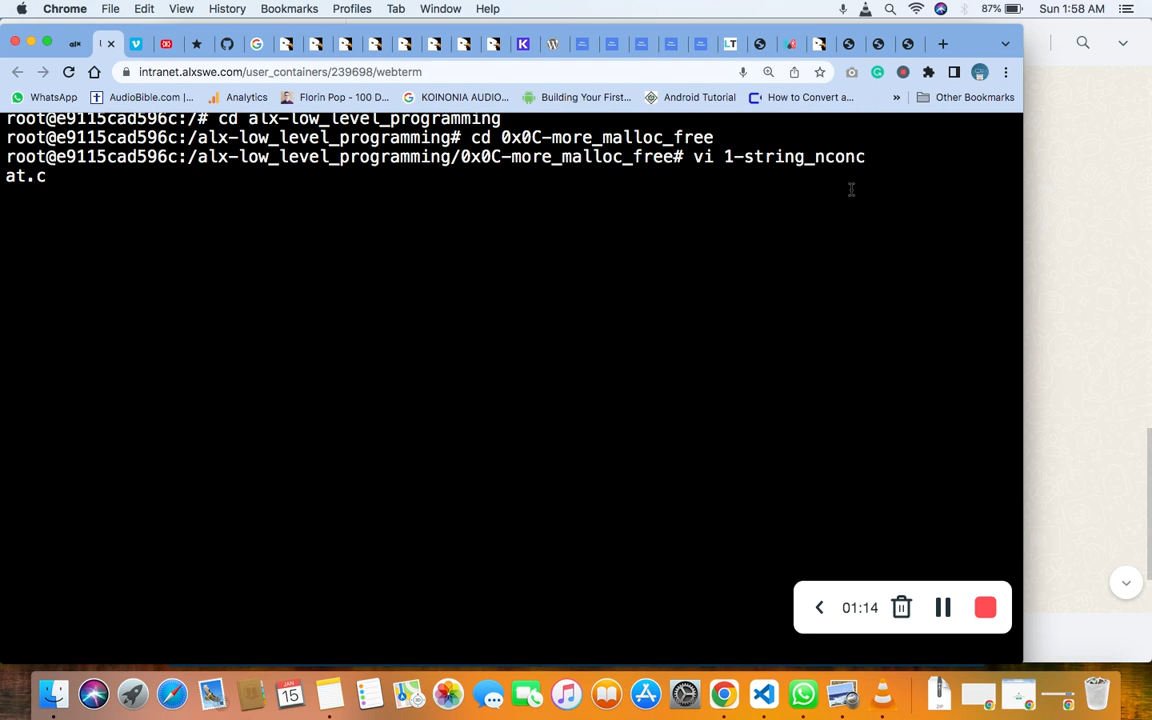 Chrome File Edit View History Bookmarks Profiles Tab Window Help 87% Sun 1:58 AM
intranet.alxswe.com/user_containers/239698/webterm
WhatsApp AudioBible.com |... Analytics Florin Pop - 100 D... KOINONIA AUDIO... Building Your First... Android Tutorial How to Convert a... » Other Bookmarks
root@e9115cad596c:/# cd alx-low_level_programming
root@e9115cad596c:/alx-low_level_programming# cd 0x0C-more_malloc_free
root@e9115cad596c:/alx-low_level_programming/0x0C-more_malloc_free# vi 1-string_nconc
at.c
01:14
JAN
15